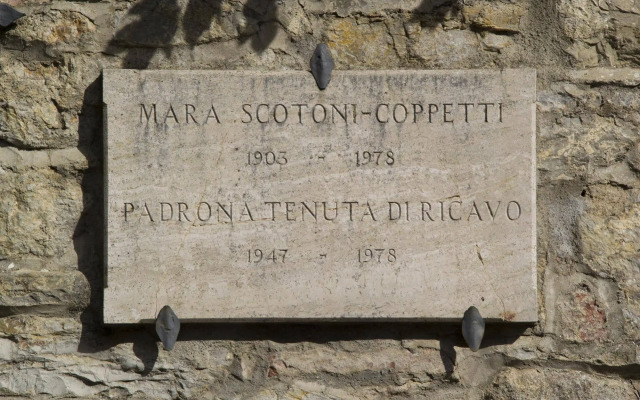 MARA SCOTONI-COPPETTI
1903 - 1978
PADRONA TENUTA DI RICAVO
1947 - 1978